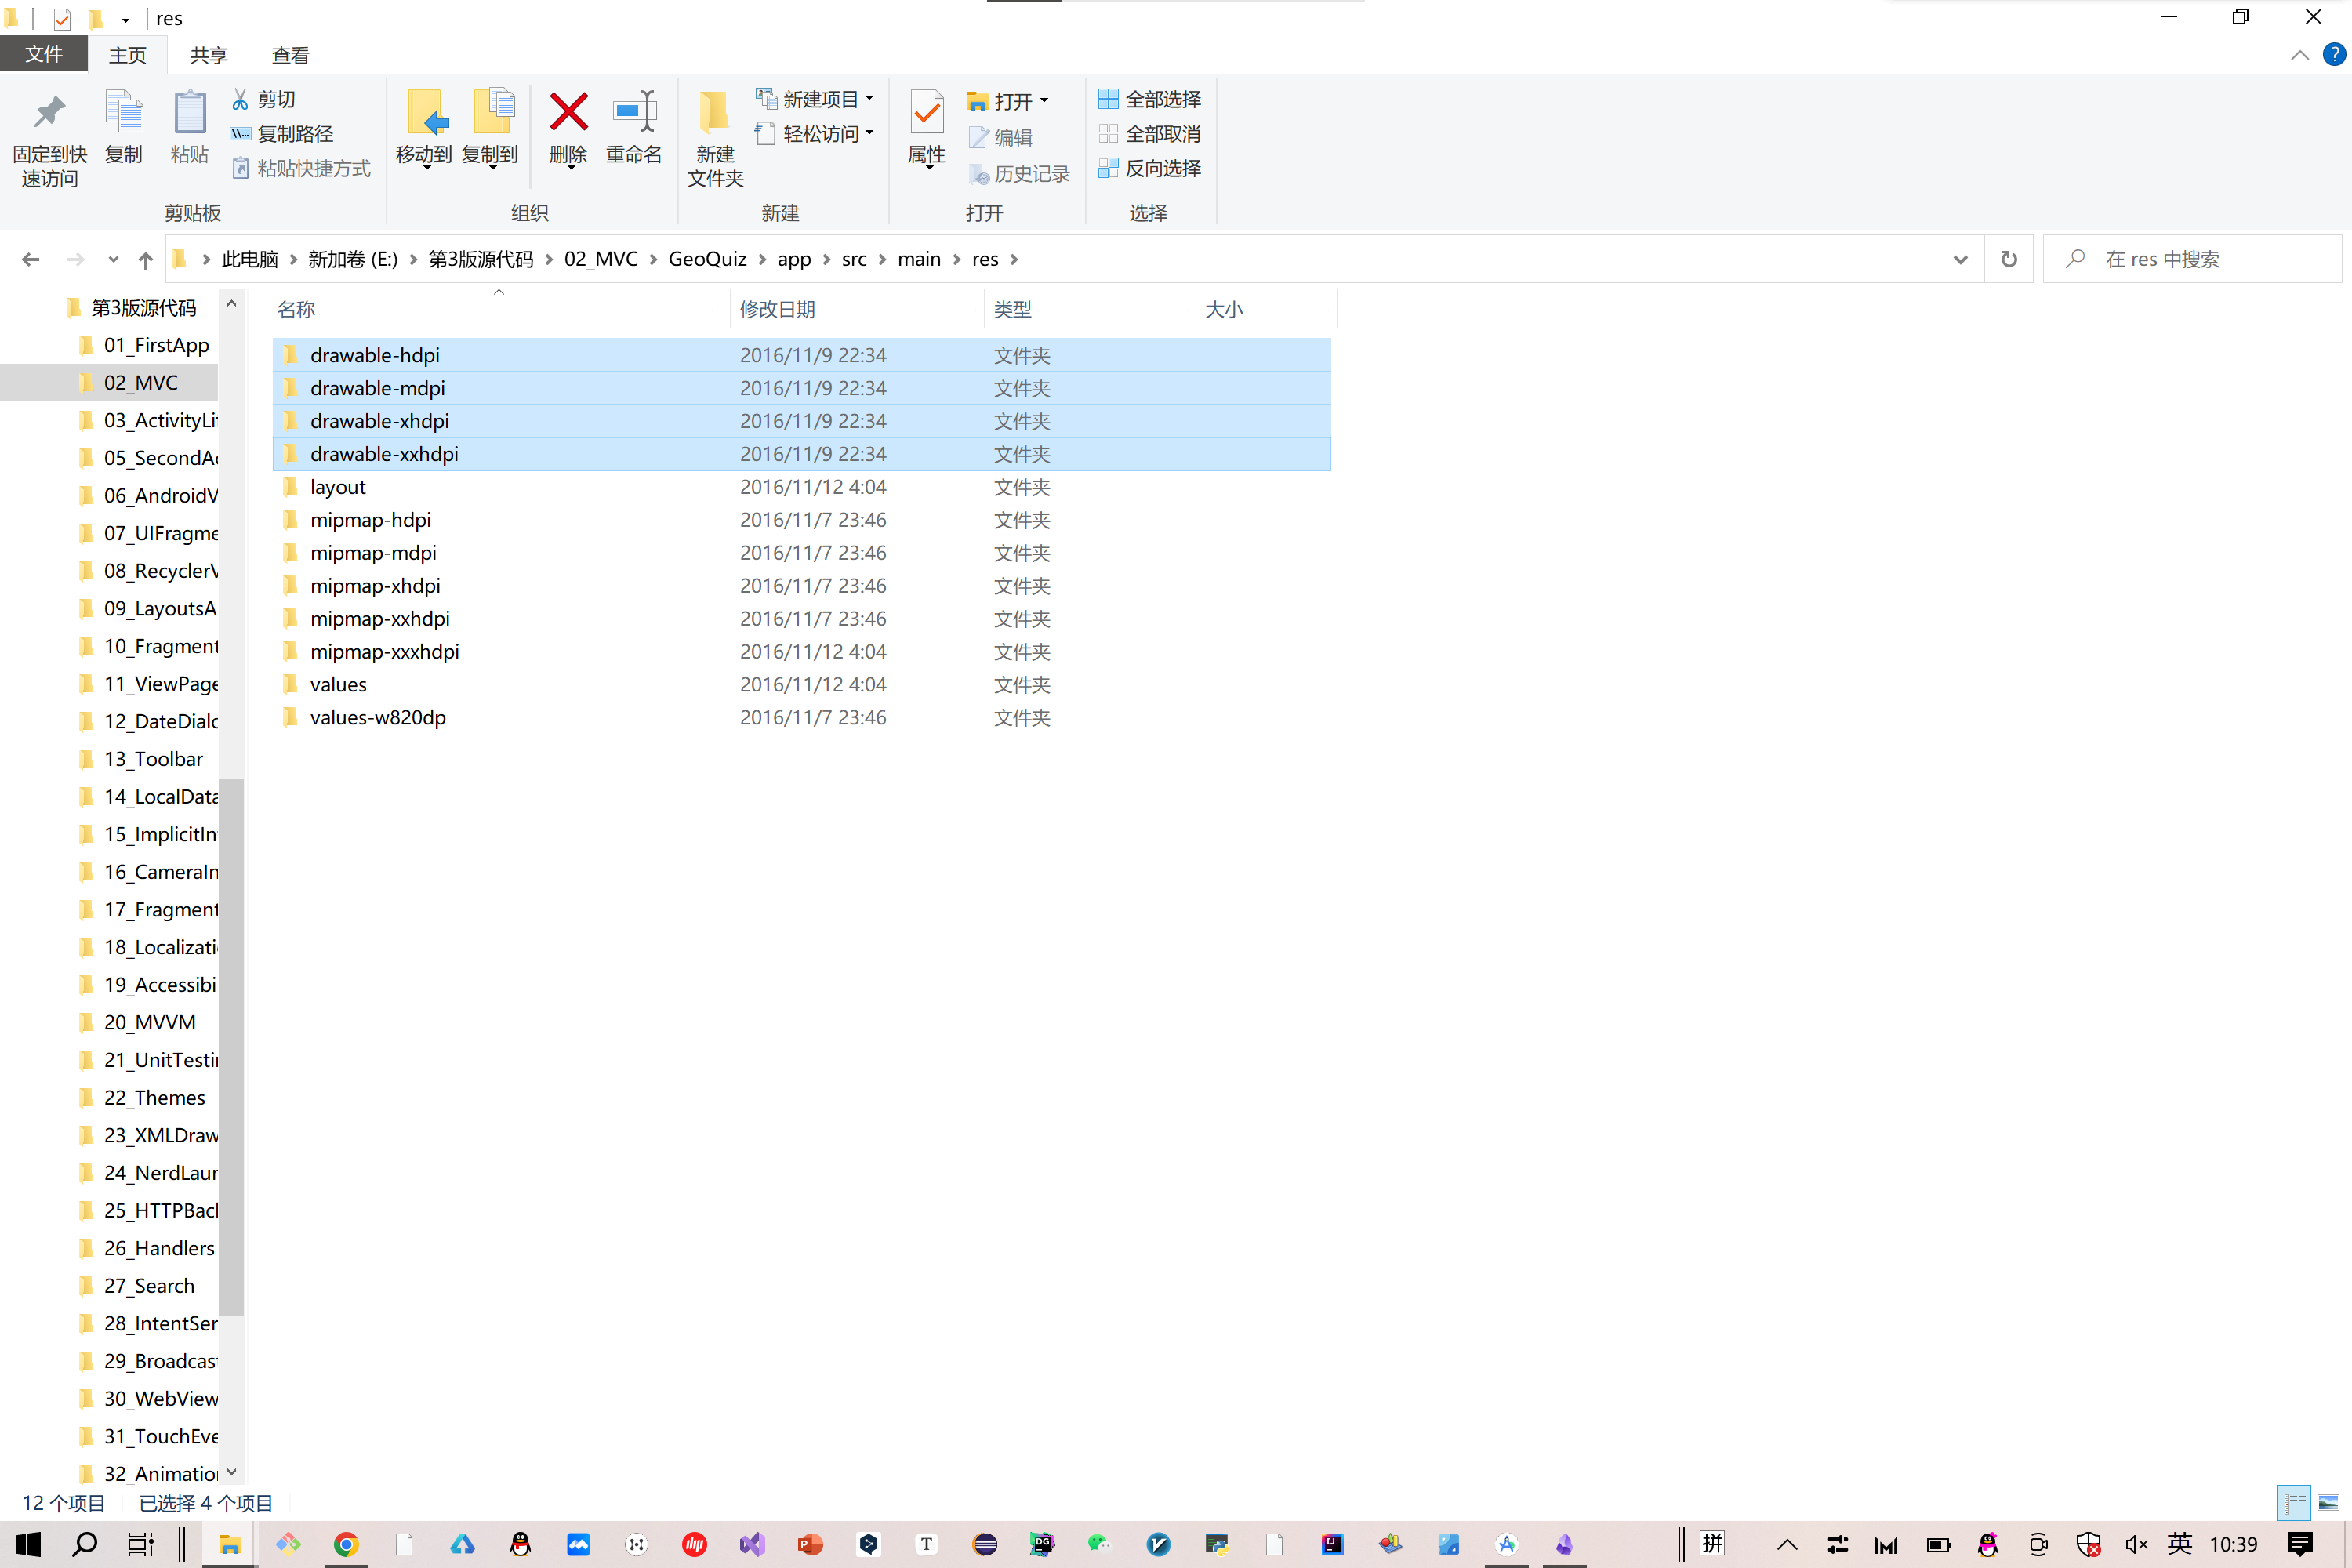 res
文件 主页 共享 查看
固定到快速访问
复制
粘贴
剪切
复制路径
粘贴快捷方式
剪贴板
移动到
复制到
删除
重命名
组织
新建文件夹
新建项目
轻松访问
新建
属性
打开
编辑
历史记录
打开
全部选择
全部取消
反向选择
选择
此电脑 新加卷 (E:) 第3版源代码 02_MVC GeoQuiz app src main res
在 res 中搜索
第3版源代码
01_FirstApp
02_MVC
03_ActivityLi
05_SecondAc
06_AndroidV
07_UIFragme
08_RecyclerV
09_LayoutsA
10_Fragment
11_ViewPage
12_DateDialc
13_Toolbar
14_LocalData
15_ImplicitIn
16_CameraIn
17_Fragment
18_Localizati
19_Accessibi
20_MVVM
21_UnitTesti
22_Themes
23_XMLDraw
24_NerdLaur
25_HTTPBacl
26_Handlers
27_Search
28_IntentSer
29_Broadcas
30_WebView
31_TouchEve
32_Animatio
名称 修改日期 类型 大小
drawable-hdpi 2016/11/9 22:34 文件夹
drawable-mdpi 2016/11/9 22:34 文件夹
drawable-xhdpi 2016/11/9 22:34 文件夹
drawable-xxhdpi 2016/11/9 22:34 文件夹
layout 2016/11/12 4:04 文件夹
mipmap-hdpi 2016/11/7 23:46 文件夹
mipmap-mdpi 2016/11/7 23:46 文件夹
mipmap-xhdpi 2016/11/7 23:46 文件夹
mipmap-xxhdpi 2016/11/7 23:46 文件夹
mipmap-xxxhdpi 2016/11/12 4:04 文件夹
values 2016/11/12 4:04 文件夹
values-w820dp 2016/11/7 23:46 文件夹
12 个项目 已选择 4 个项目
拼 英 10:39